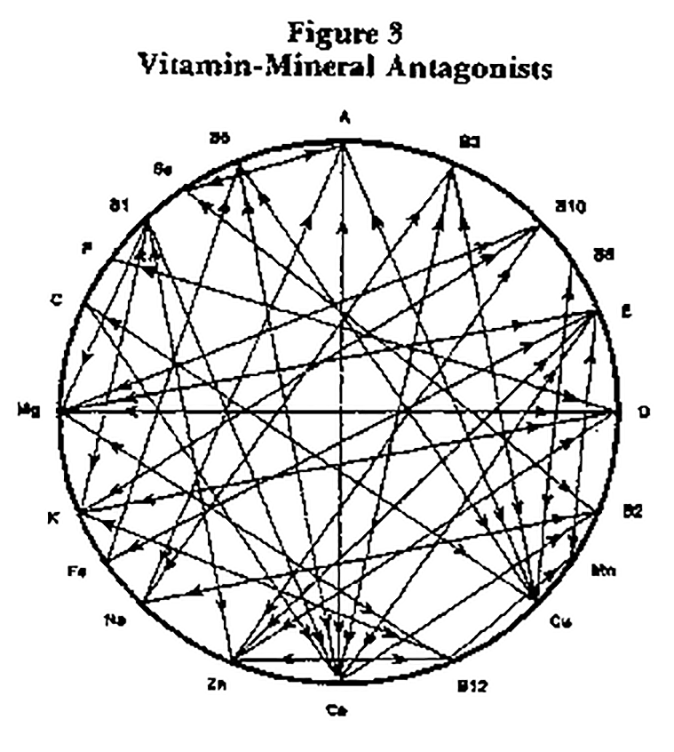 Figure 3
Vitamin-Mineral Antagonists
A
B5
B3
Se
B1
B10
P
B6
C
E
Mg
D
K
B2
Fe
Mn
Na
Cu
Zn
B12
Ca